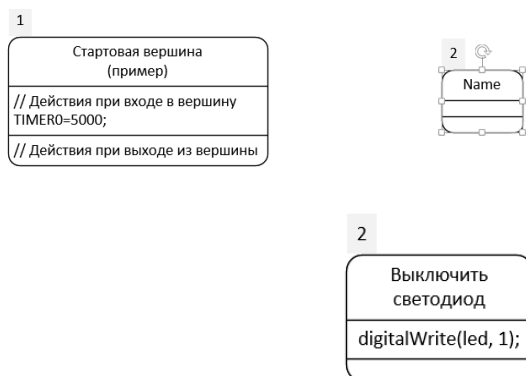 1
Стартовая вершина
(пример)
// Действия при входе в вершину
TIMER0=5000;
// Действия при выходе из вершины
2
Name
2
Выключить
светодиод
digitalWrite(led, 1);